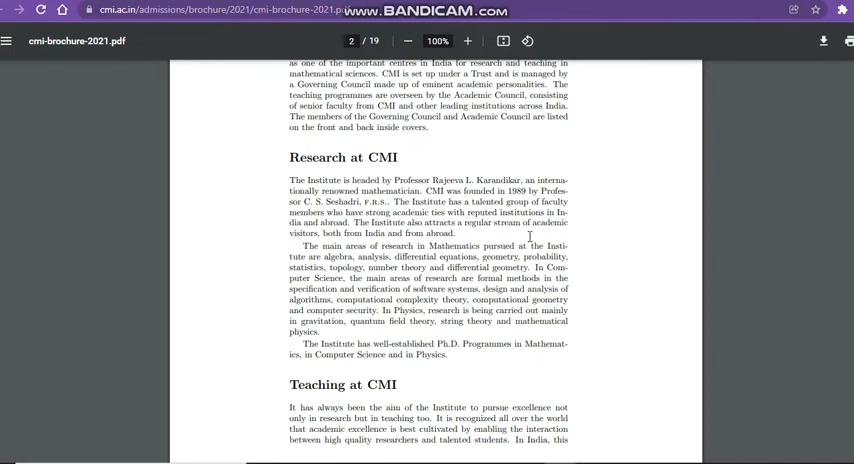 cmi.ac.in/admissions/brochure/2021/cmi-brochure-2021.pdf
www.BANDICAM.com
cmi-brochure-2021.pdf
2 / 19
100%
as one of the important centres in India for research and teaching in
mathematical sciences. CMI is set up under a Trust and is managed by
a Governing Council made up of eminent academic personalities. The
teaching programmes are overseen by the Academic Council, consisting
of senior faculty from CMI and other leading institutions across India.
The members of the Governing Council and Academic Council are listed
on the front and back inside covers.
Research at CMI
The Institute is headed by Professor Rajeeva L. Karandikar, an interna-
tionally renowned mathematician. CMI was founded in 1989 by Profes-
sor C. S. Seshadri, F.R.S.. The Institute has a talented group of faculty
members who have strong academic ties with reputed institutions in In-
dia and abroad. The Institute also attracts a regular stream of academic
visitors, both from India and from abroad.
The main areas of research in Mathematics pursued at the Insti-
tute are algebra, analysis, differential equations, geometry, probability,
statistics, topology, number theory and differential geometry. In Com-
puter Science, the main areas of research are formal methods in the
specification and verification of software systems, design and analysis of
algorithms, computational complexity theory, computational geometry
and computer security. In Physics, research is being carried out mainly
in gravitation, quantum field theory, string theory and mathematical
physics.
The Institute has well-established Ph.D. Programmes in Mathemat-
ics, in Computer Science and in Physics.
Teaching at CMI
It has always been the aim of the Institute to pursue excellence not
only in research but in teaching too. It is recognized all over the world
that academic excellence is best cultivated by enabling the interaction
between high quality researchers and talented students. In India, this